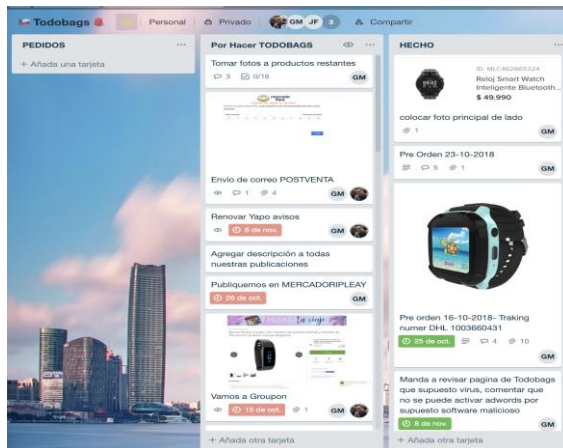 Todobags
Personal
Privado
GM
JF
3
Compartir
PEDIDOS
+ Añada una tarjeta
Por Hacer TODOBAGS
Tomar fotos a productos restantes
3
0/16
GM
Envío de correo POSTVENTA
1
4
GM
Renovar Yapo avisos
6 de nov.
GM
Agregar descripción a todas
nuestras publicaciones
Publiquemos en MERCADORIPLEAY
26 de oct.
GM
Vamos a Groupon
15 de oct.
1
GM
+ Añada otra tarjeta
HECHO
ID: MLC462865324
Reloj Smart Watch
Inteligente Bluetooth...
$ 49.990
colocar foto principal de lado
1
GM
Pre Orden 23-10-2018
5
1
GM
Pre orden 16-10-2018- Traking
numer DHL 1003660431
25 de oct.
4
10
GM
Manda a revisar pagina de Todobags
que supuesto virus, comentar que
no se puede activar adwords por
supuesto software malicioso
8 de nov.
GM
+ Añada otra tarjeta